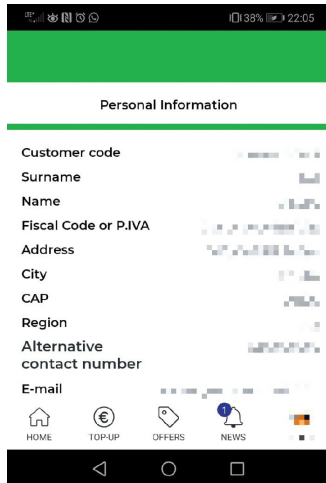 38% 22:05
Personal Information
Customer code
Surname
Name
Fiscal Code or P.IVA
Address
City
CAP
Region
Alternative
contact number
E-mail
1
HOME TOP-UP OFFERS NEWS